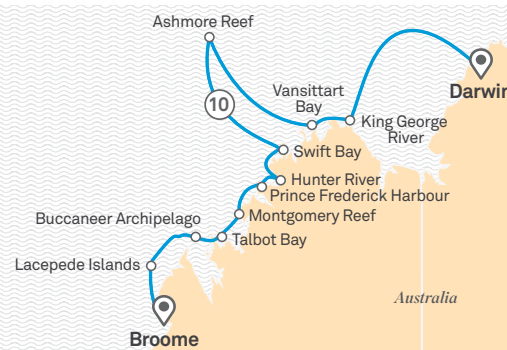 Ashmore Reef
Vansittart
Bay
Darwin
10
King George
River
Swift Bay
Hunter River
Prince Frederick Harbour
Buccaneer Archipelago
Montgomery Reef
Talbot Bay
Lacepede Islands
Australia
Broome